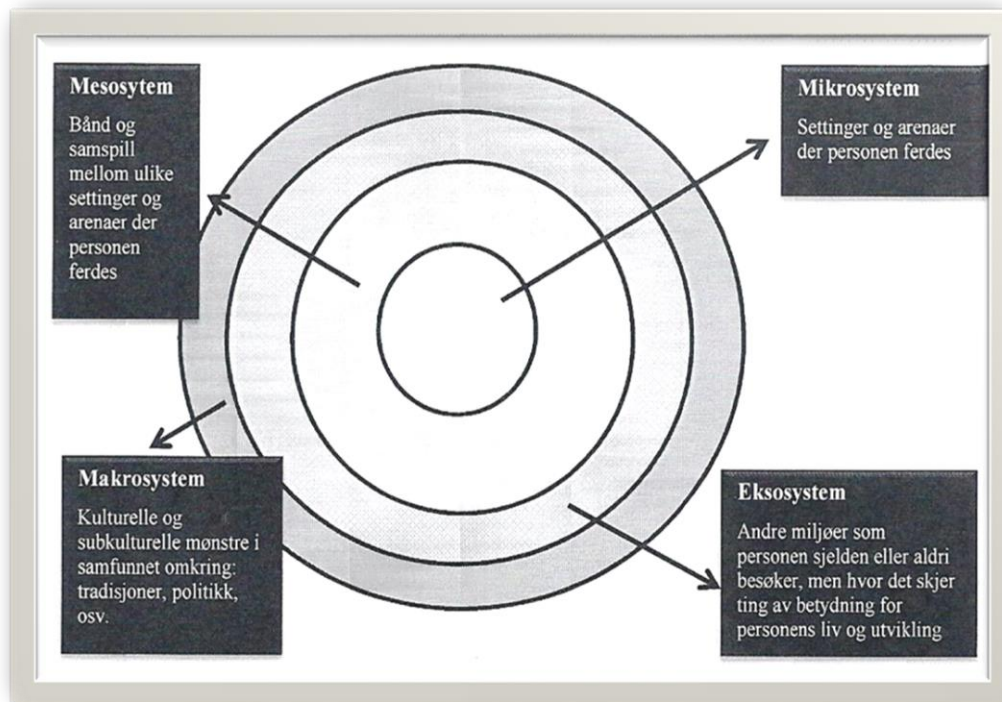 Mesosytem
Bånd og
samspill
mellom ulike
settinger og
arenaer der
personen
ferdes
Mikrosystem
Settinger og arenaer
der personen ferdes
Makrosystem
Kulturelle og
subkulturelle mønstre i
samfunnet omkring:
tradisjoner, politikk,
osv.
Eksosystem
Andre miljøer som
personen sjelden eller aldri
besøker, men hvor det skjer
ting av betydning for
personens liv og utvikling